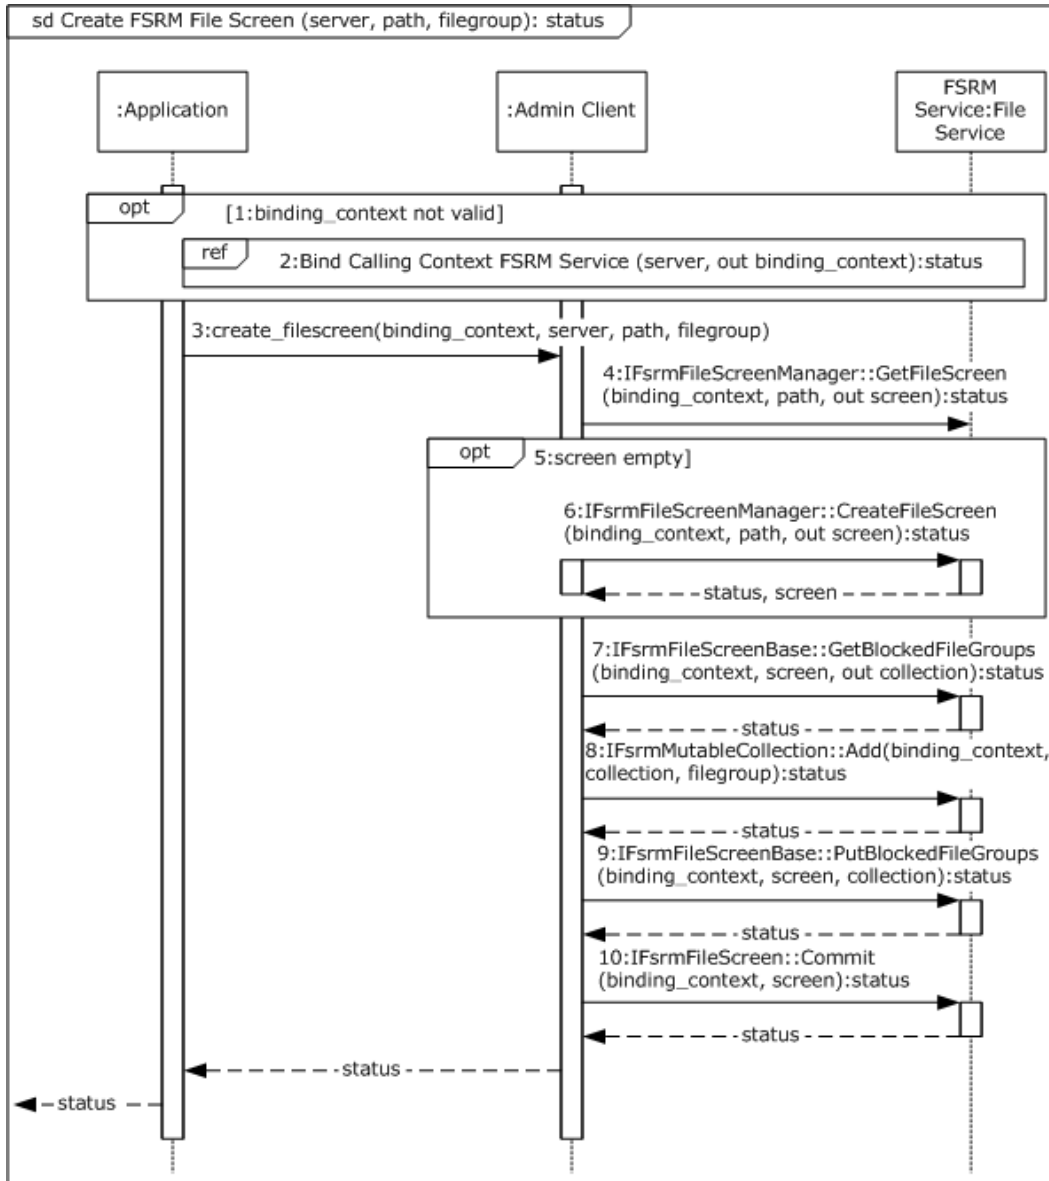 sd Create FSRM File Screen (server, path, filegroup): status
:Application
:Admin Client
FSRM
Service:File
Service
opt
[1:binding_context not valid]
ref
2:Bind Calling Context FSRM Service (server, out binding_context):status
3:create_filescreen(binding_context, server, path, filegroup)
4:IFsrmFileScreenManager::GetFileScreen
(binding_context, path, out screen):status
opt
5:screen empty]
6:IFsrmFileScreenManager::CreateFileScreen
(binding_context, path, out screen):status
status, screen
7:IFsrmFileScreenBase::GetBlockedFileGroups
(binding_context, screen, out collection):status
status
8:IFsrmMutableCollection::Add(binding_context,
collection, filegroup):status
status
9:IFsrmFileScreenBase::PutBlockedFileGroups
(binding_context, screen, collection):status
status
10:IFsrmFileScreen::Commit
(binding_context, screen):status
status
status
status